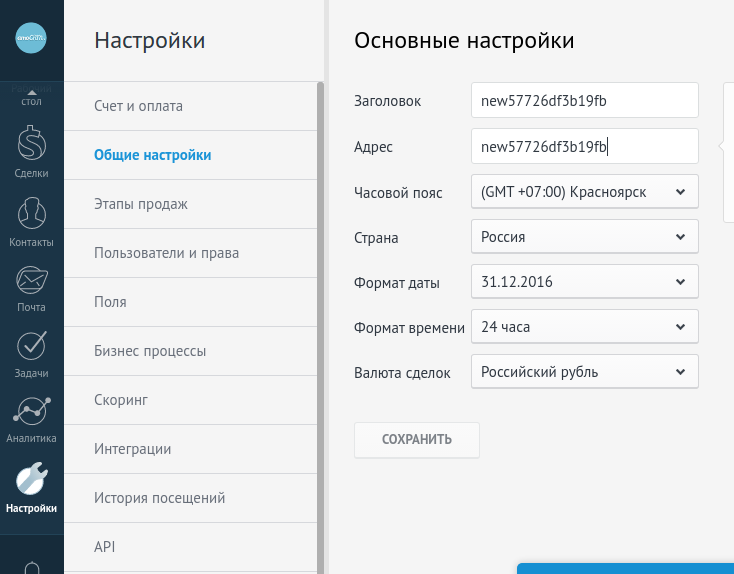 amoCRM.
стол
Сделки
Контакты
Почта
Задачи
Аналитика
Настройки
Настройки
Счет и оплата
Общие настройки
Этапы продаж
Пользователи и права
Поля
Бизнес процессы
Скоринг
Интеграции
История посещений
API
Основные настройки
Заголовок new57726df3b19fb
Адрес new57726df3b19fb
Часовой пояс (GMT +07:00) Красноярск
Страна Россия
Формат даты 31.12.2016
Формат времени 24 часа
Валюта сделок Российский рубль
СОХРАНИТЬ